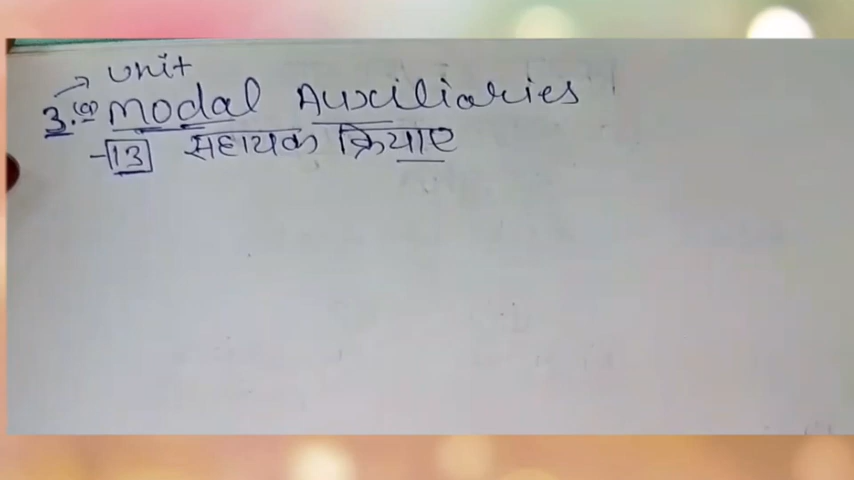 → Unit
3.(a) Modal Auxiliaries
-13 सहायक क्रियाए